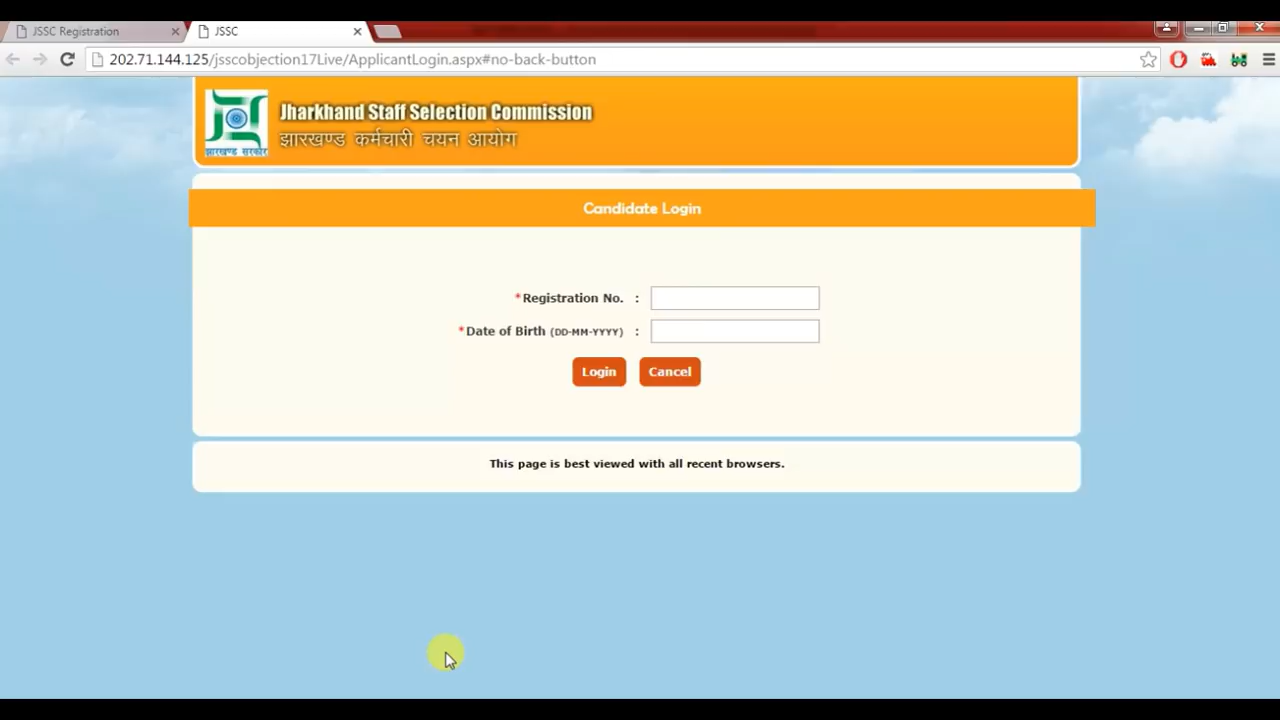 JSSC Registration
JSSC
202.71.144.125/jsscobjection17Live/ApplicantLogin.aspx#no-back-button
Jharkhand Staff Selection Commission
झारखण्ड कर्मचारी चयन आयोग
झारखण्ड सरकार
Candidate Login
*Registration No. :
*Date of Birth (DD-MM-YYYY) :
Login Cancel
This page is best viewed with all recent browsers.